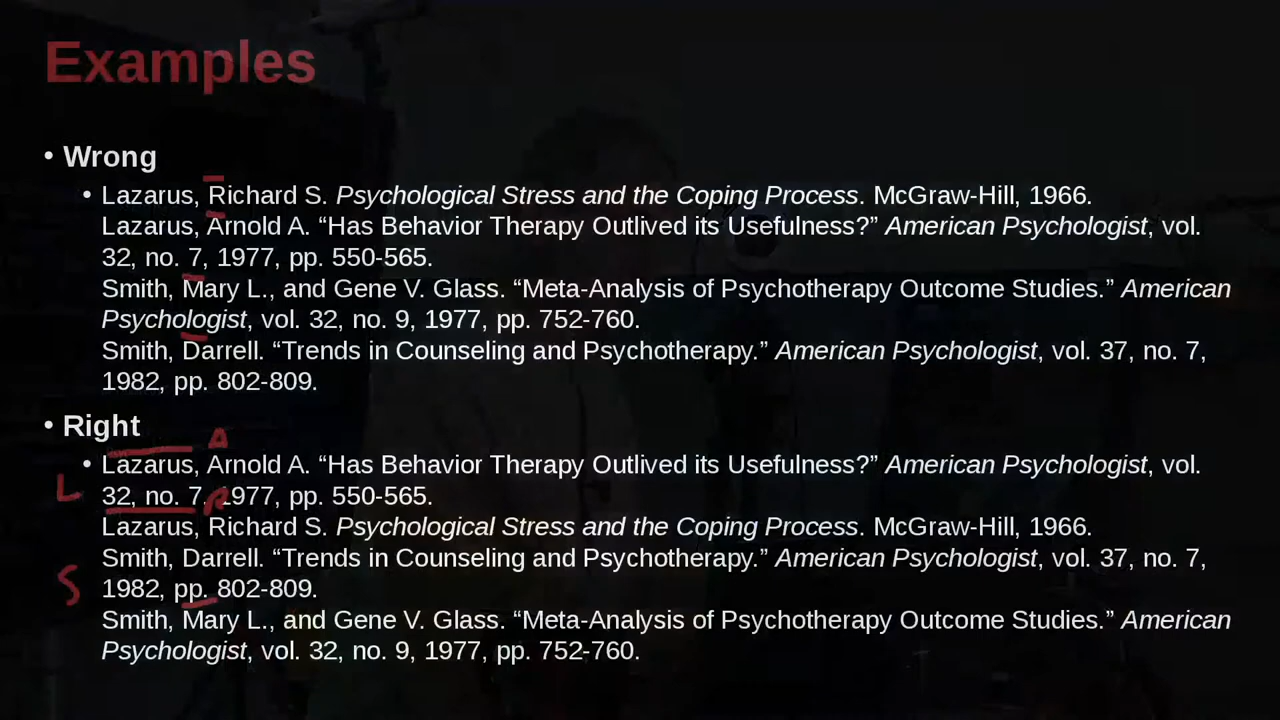 Examples
• Wrong
• Lazarus, Richard S. Psychological Stress and the Coping Process. McGraw-Hill, 1966.
Lazarus, Arnold A. “Has Behavior Therapy Outlived its Usefulness?” American Psychologist, vol.
32, no. 7, 1977, pp. 550-565.
Smith, Mary L., and Gene V. Glass. “Meta-Analysis of Psychotherapy Outcome Studies.” American
Psychologist, vol. 32, no. 9, 1977, pp. 752-760.
Smith, Darrell. “Trends in Counseling and Psychotherapy.” American Psychologist, vol. 37, no. 7,
1982, pp. 802-809.
• Right
A
• Lazarus, Arnold A. “Has Behavior Therapy Outlived its Usefulness?” American Psychologist, vol.
L
32, no. 7, 1977, pp. 550-565.
R
Lazarus, Richard S. Psychological Stress and the Coping Process. McGraw-Hill, 1966.
Smith, Darrell. “Trends in Counseling and Psychotherapy.” American Psychologist, vol. 37, no. 7,
S
1982, pp. 802-809.
Smith, Mary L., and Gene V. Glass. “Meta-Analysis of Psychotherapy Outcome Studies.” American
Psychologist, vol. 32, no. 9, 1977, pp. 752-760.